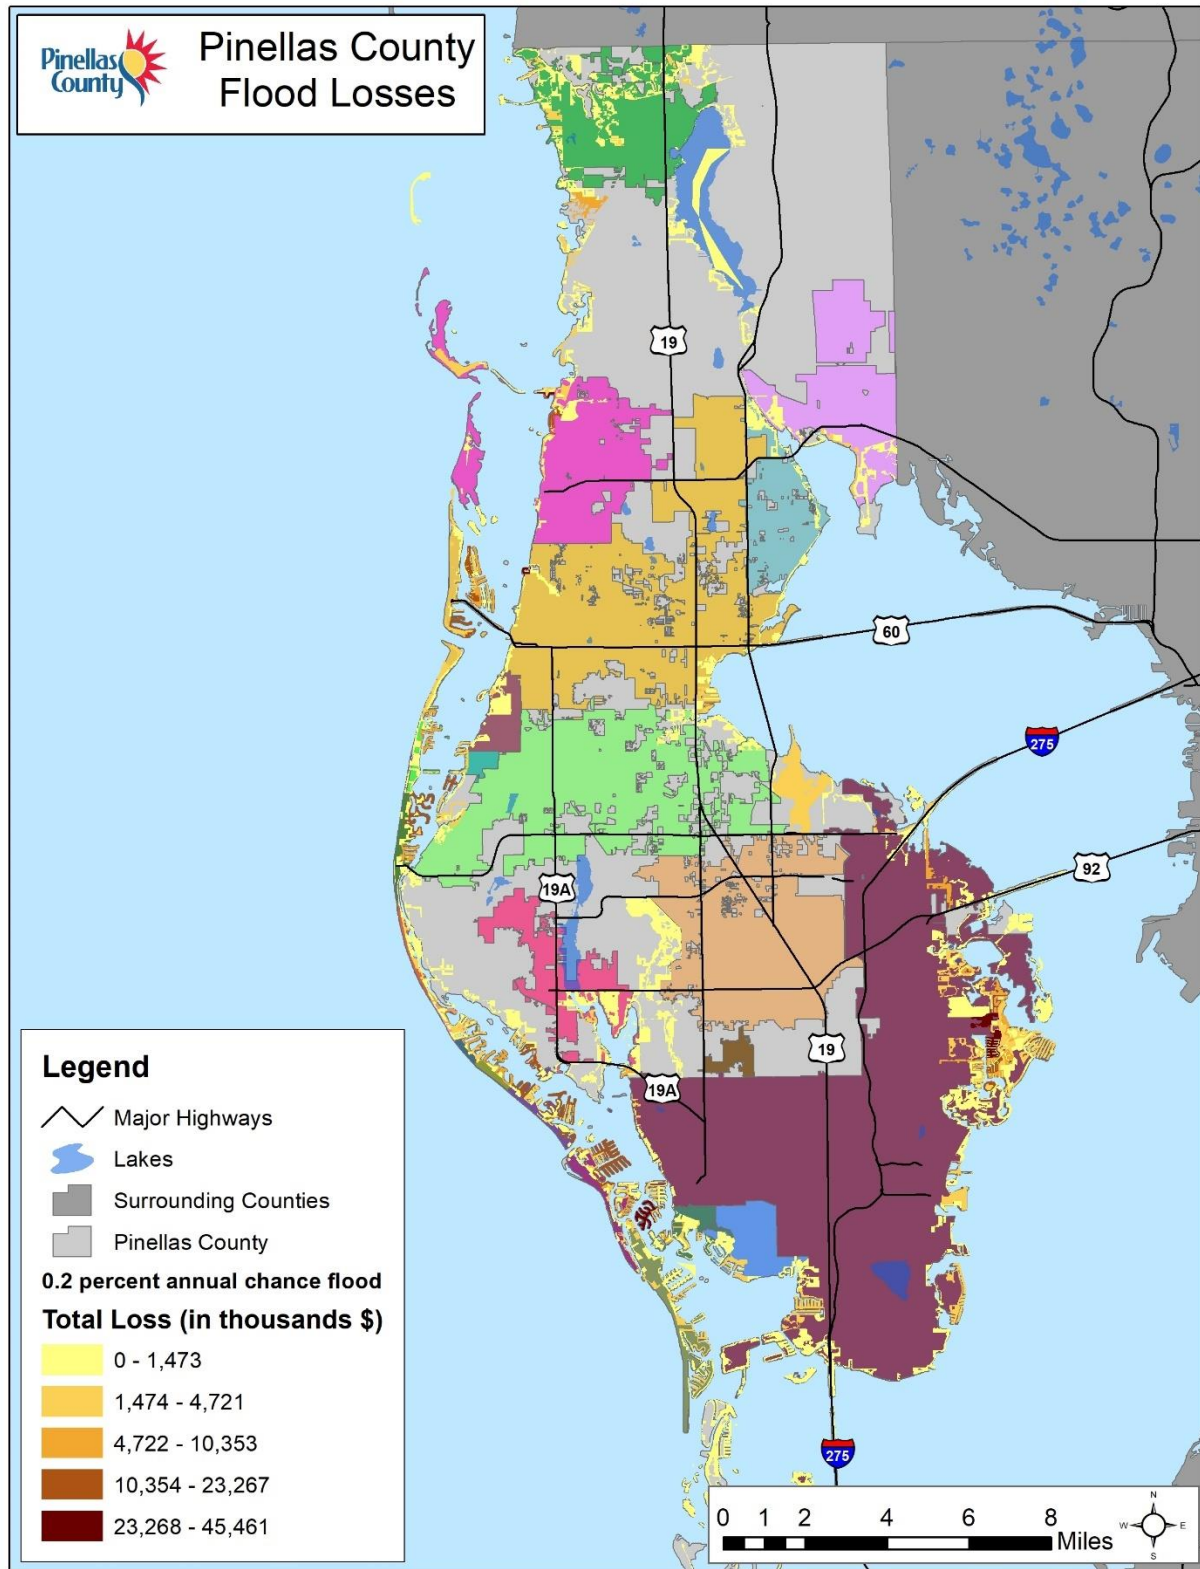 Pinellas
County
Pinellas County
Flood Losses
19
60
275
92
19A
19
19A
275
Legend
Major Highways
Lakes
Surrounding Counties
Pinellas County
0.2 percent annual chance flood
Total Loss (in thousands $)
0 - 1,473
1,474 - 4,721
4,722 - 10,353
10,354 - 23,267
23,268 - 45,461
0 1 2 4 6 8
Miles
N
W E
S